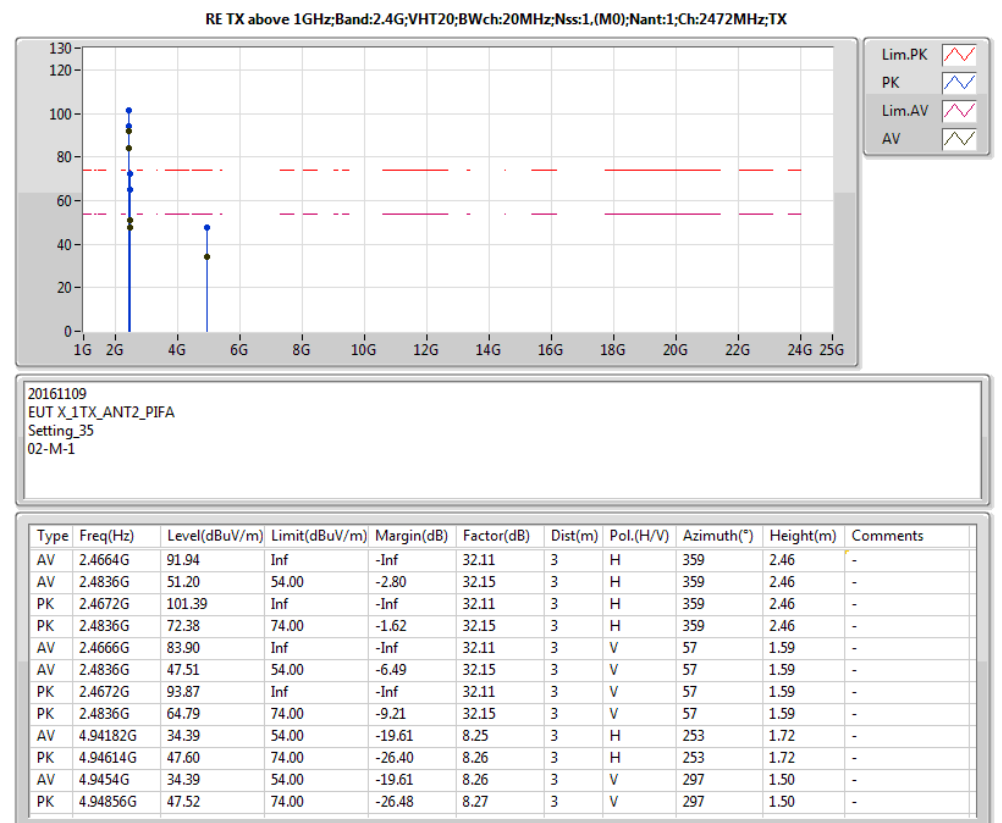 RE TX above 1GHz;Band:2.4G;VHT20;BWch:20MHz;Nss:1,(M0);Nant:1;Ch:2472MHz;TX
130
120
100
80
60
40
20
0
1G 2G 4G 6G 8G 10G 12G 14G 16G 18G 20G 22G 24G 25G
Lim.PK
PK
Lim.AV
AV
20161109
EUT X_1TX_ANT2_PIFA
Setting_35
02-M-1
Type Freq(Hz) Level(dBuV/m) Limit(dBuV/m) Margin(dB) Factor(dB) Dist(m) Pol.(H/V) Azimuth(°) Height(m) Comments
AV 2.4664G 91.94 Inf -Inf 32.11 3 H 359 2.46 -
AV 2.4836G 51.20 54.00 -2.80 32.15 3 H 359 2.46 -
PK 2.4672G 101.39 Inf -Inf 32.11 3 H 359 2.46 -
PK 2.4836G 72.38 74.00 -1.62 32.15 3 H 359 2.46 -
AV 2.4666G 83.90 Inf -Inf 32.11 3 V 57 1.59 -
AV 2.4836G 47.51 54.00 -6.49 32.15 3 V 57 1.59 -
PK 2.4672G 93.87 Inf -Inf 32.11 3 V 57 1.59 -
PK 2.4836G 64.79 74.00 -9.21 32.15 3 V 57 1.59 -
AV 4.94182G 34.39 54.00 -19.61 8.25 3 H 253 1.72 -
PK 4.94614G 47.60 74.00 -26.40 8.26 3 H 253 1.72 -
AV 4.9454G 34.39 54.00 -19.61 8.26 3 V 297 1.50 -
PK 4.94856G 47.52 74.00 -26.48 8.27 3 V 297 1.50 -